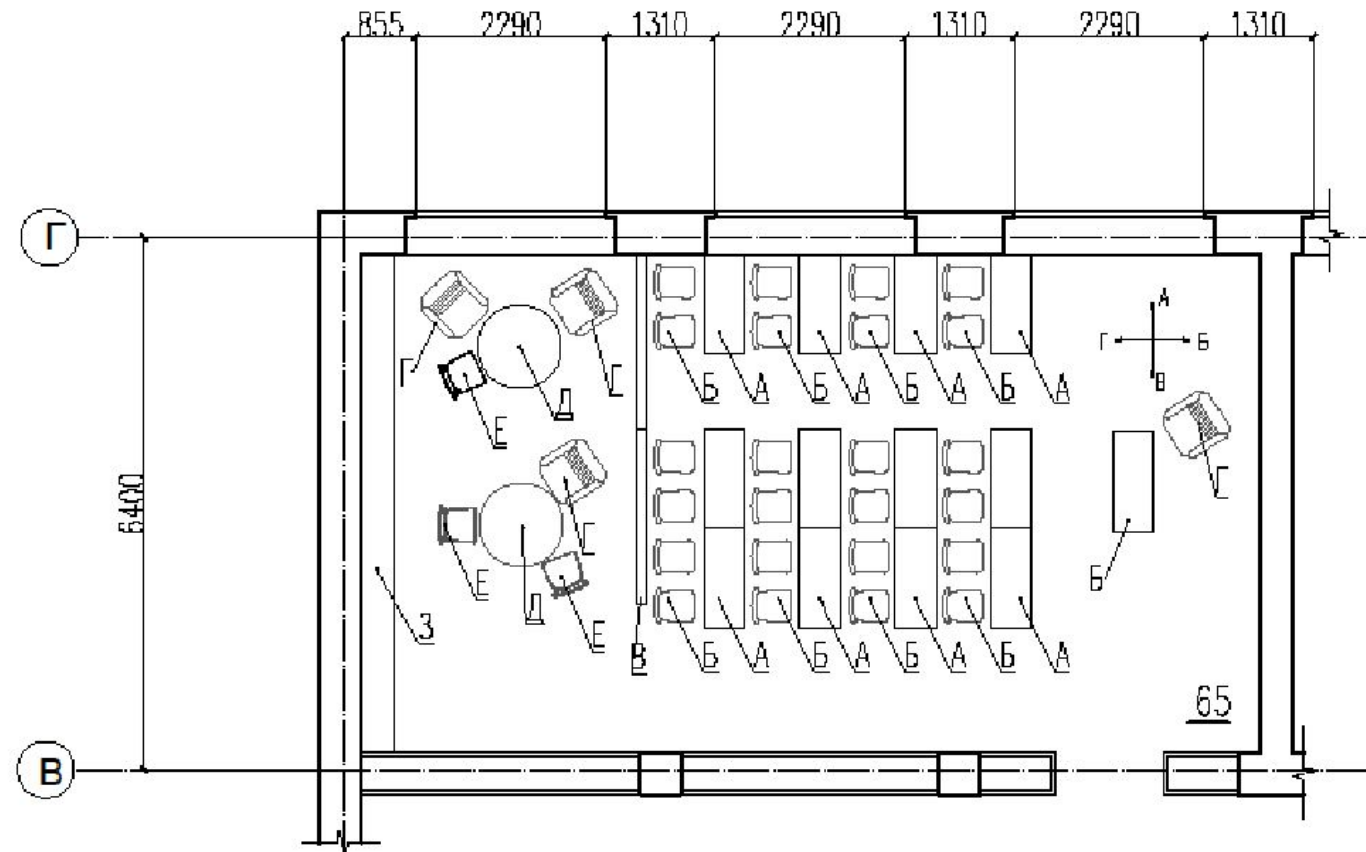 855 2290 1310 2290 1310 2290 1310
Г
А
Г Б
В
Г Г
Б А Б А Б А Б А
Д
Е
Г
6400
Г
Б
Е Д Е
З В Б А Б А Б А Б А
65
В